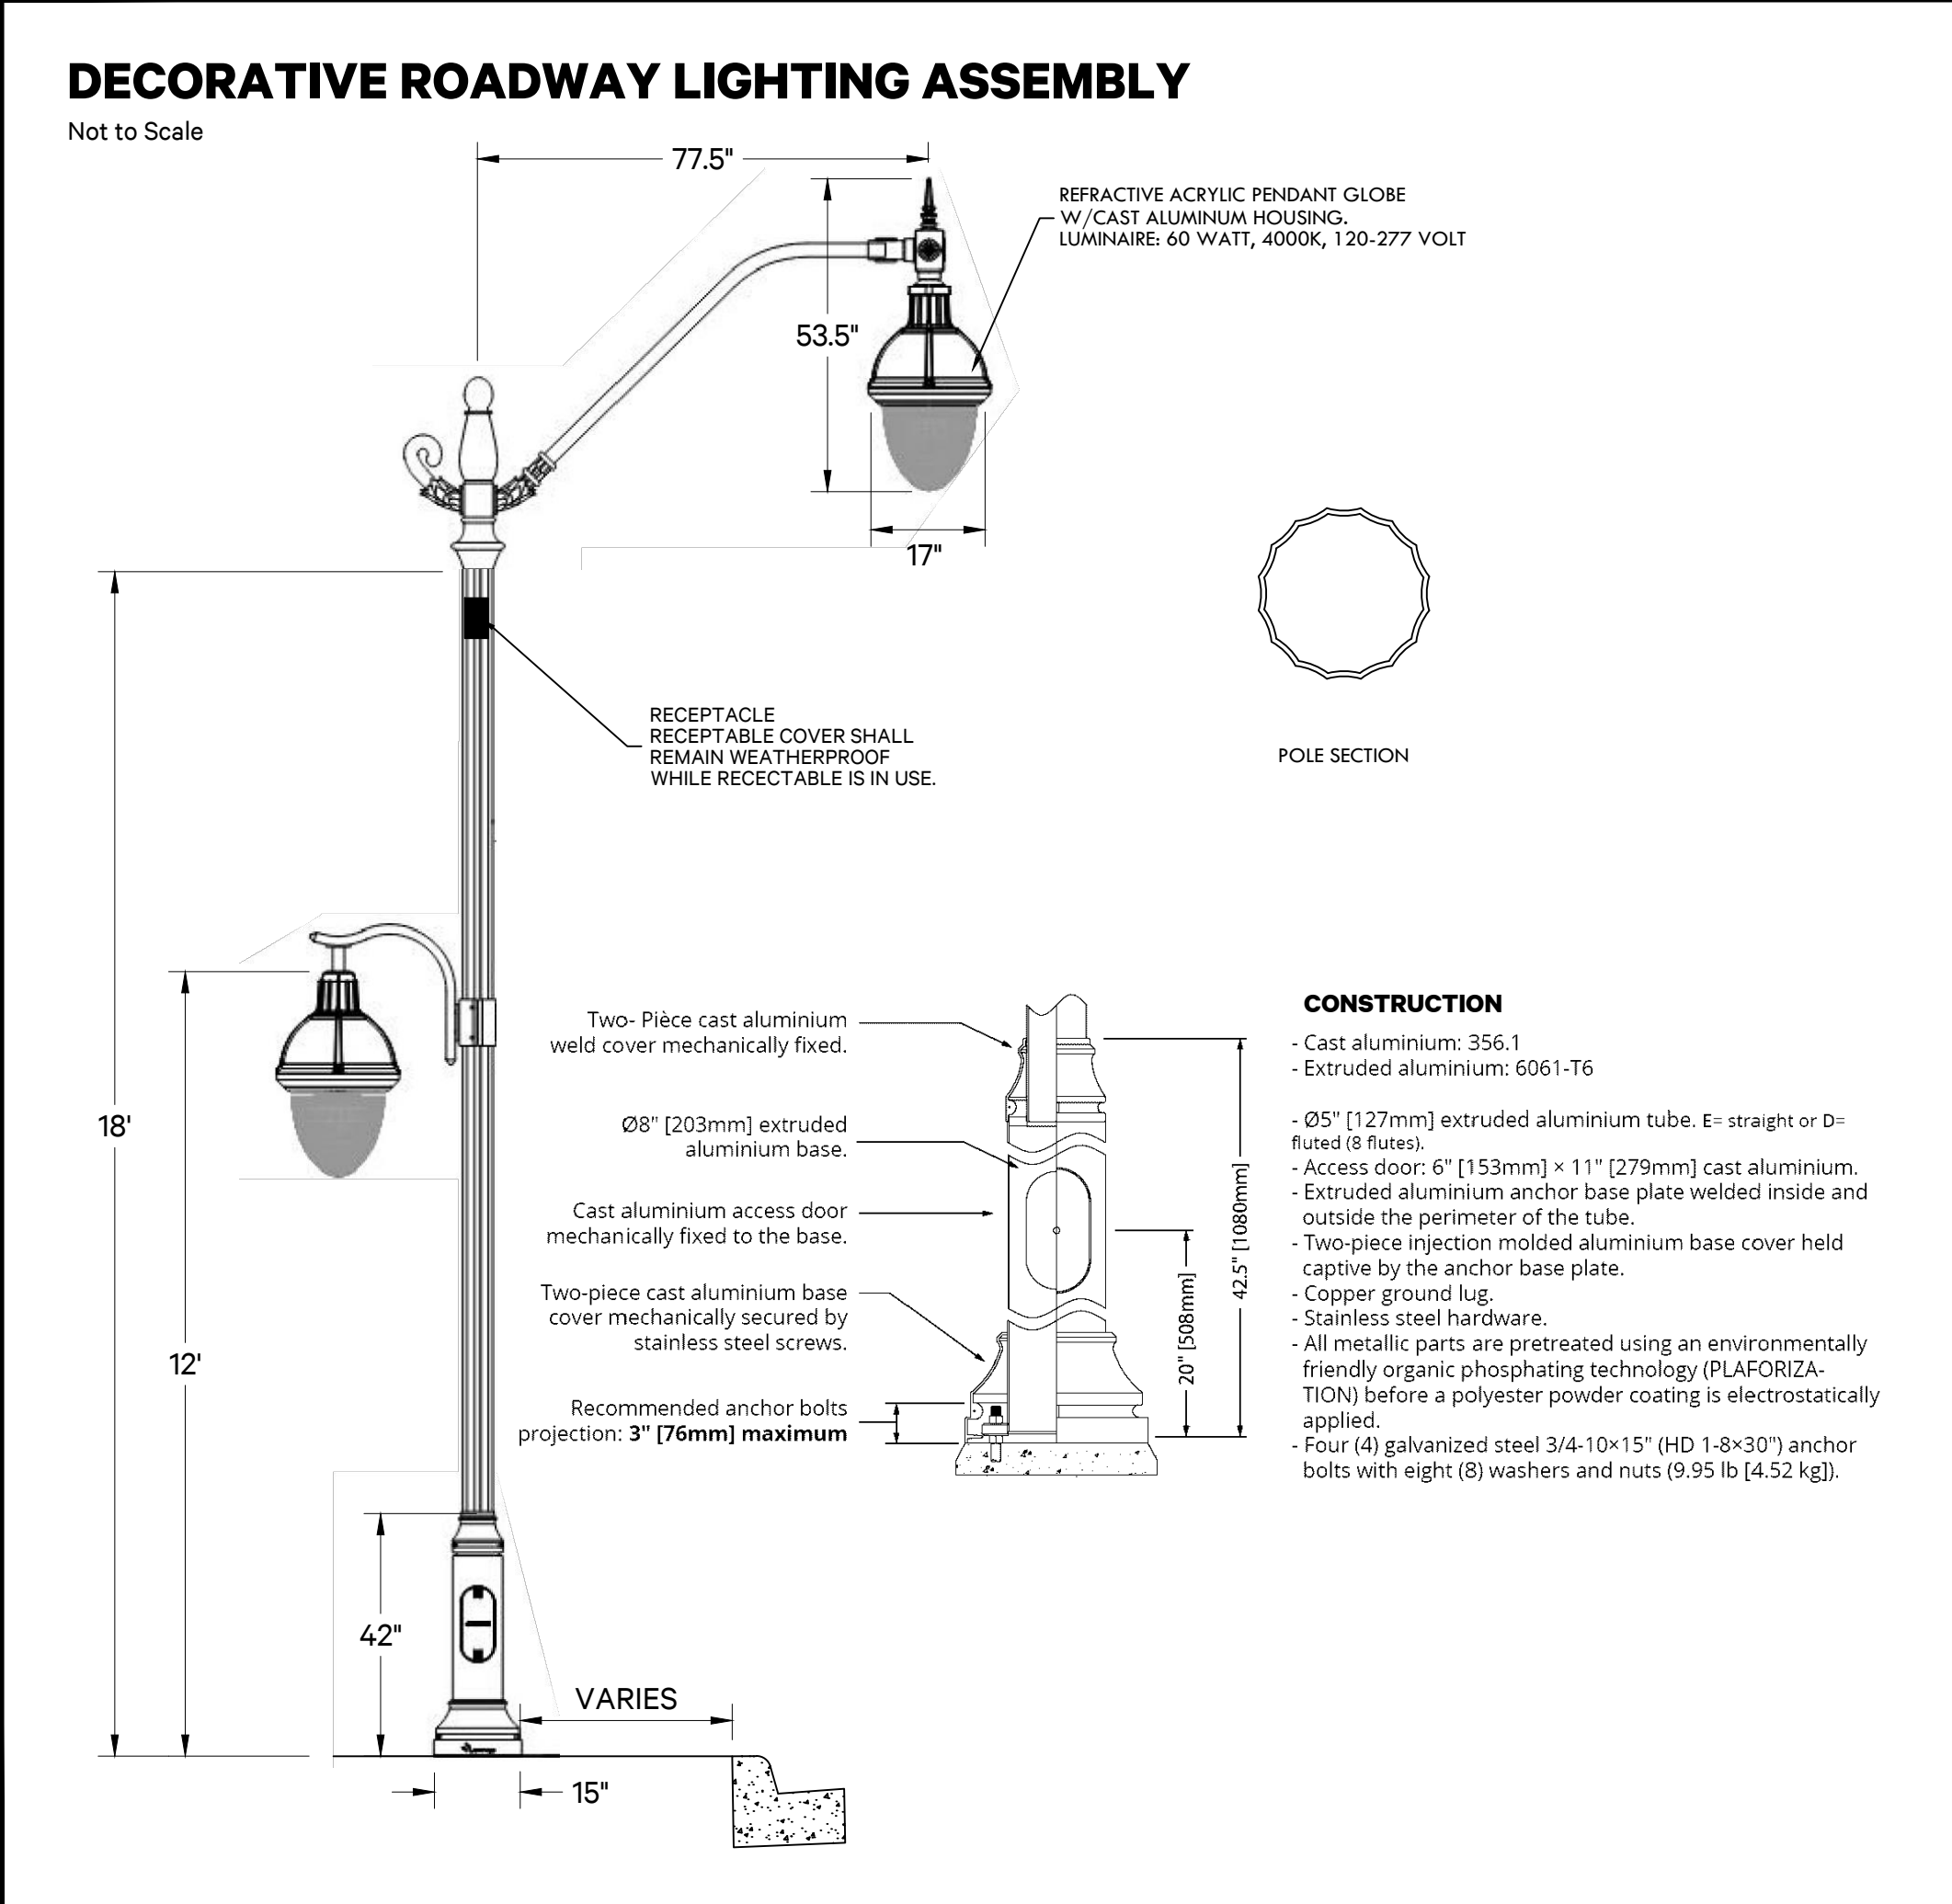 DECORATIVE ROADWAY LIGHTING ASSEMBLY
Not to Scale
77.5"
REFRACTIVE ACRYLIC PENDANT GLOBE
W/CAST ALUMINUM HOUSING.
LUMINAIRE: 60 WATT, 4000K, 120-277 VOLT
53.5"
17"
RECEPTACLE
RECEPTABLE COVER SHALL
REMAIN WEATHERPROOF
WHILE RECECTABLE IS IN USE.
POLE SECTION
18'
12'
42"
VARIES
15"
Two- Pièce cast aluminium
weld cover mechanically fixed.
Ø8" [203mm] extruded
aluminium base.
Cast aluminium access door
mechanically fixed to the base.
Two-piece cast aluminium base
cover mechanically secured by
stainless steel screws.
Recommended anchor bolts
projection: 3" [76mm] maximum
20" [508mm]
42.5" [1080mm]
CONSTRUCTION
- Cast aluminium: 356.1
- Extruded aluminium: 6061-T6
- Ø5" [127mm] extruded aluminium tube. E= straight or D=
fluted (8 flutes).
- Access door: 6" [153mm] × 11" [279mm] cast aluminium.
- Extruded aluminium anchor base plate welded inside and
outside the perimeter of the tube.
- Two-piece injection molded aluminium base cover held
captive by the anchor base plate.
- Copper ground lug.
- Stainless steel hardware.
- All metallic parts are pretreated using an environmentally
friendly organic phosphating technology (PLAFORIZA-
TION) before a polyester powder coating is electrostatically
applied.
- Four (4) galvanized steel 3/4-10×15" (HD 1-8×30") anchor
bolts with eight (8) washers and nuts (9.95 lb [4.52 kg]).